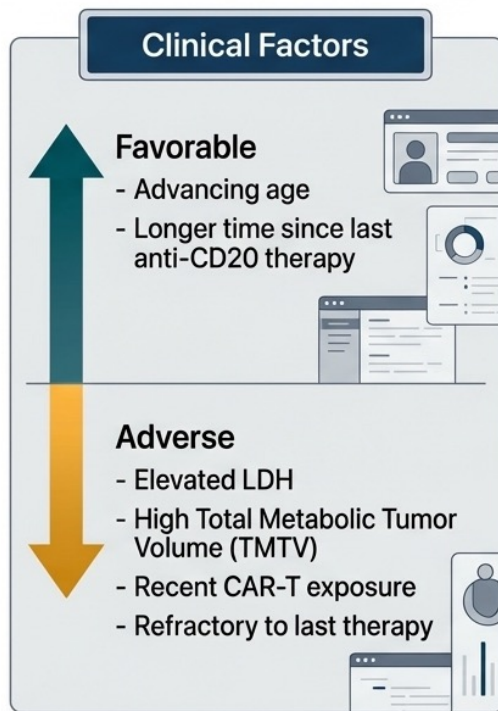 Clinical Factors
Favorable
- Advancing age
- Longer time since last
anti-CD20 therapy
Adverse
- Elevated LDH
- High Total Metabolic Tumor
Volume (TMTV)
- Recent CAR-T exposure
- Refractory to last therapy